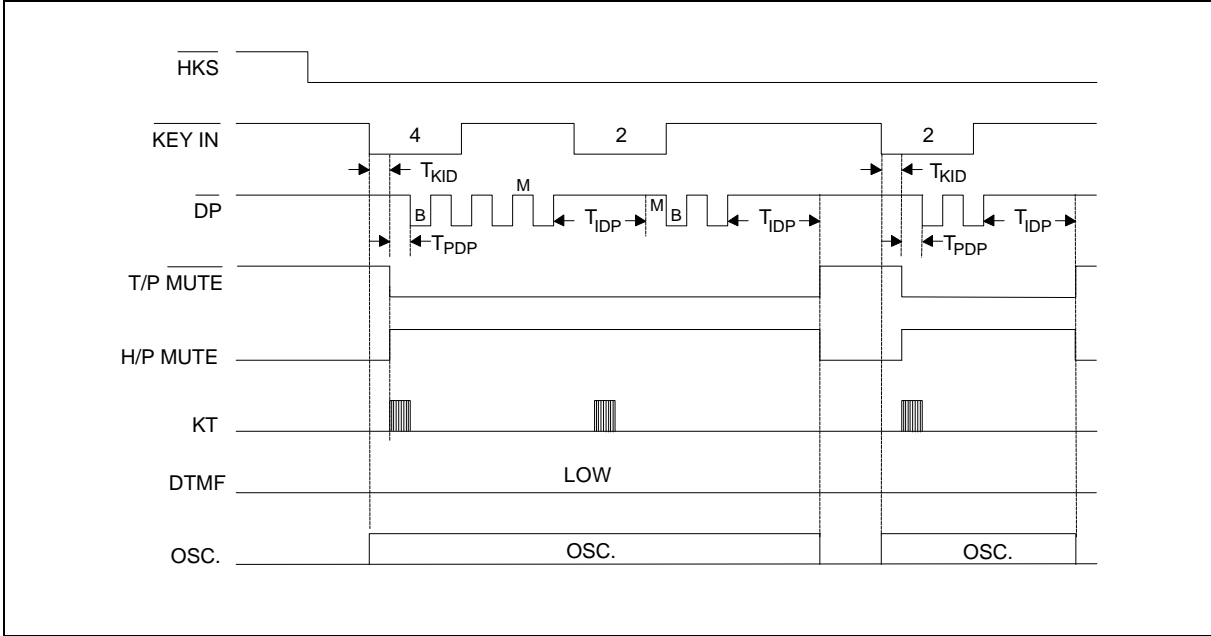 HKS
KEY IN 4 2 2
TKID TKID
M
DP B TIDP M B TIDP TIDP
TPDP TPDP
T/P MUTE
H/P MUTE
KT
DTMF LOW
OSC. OSC. OSC.